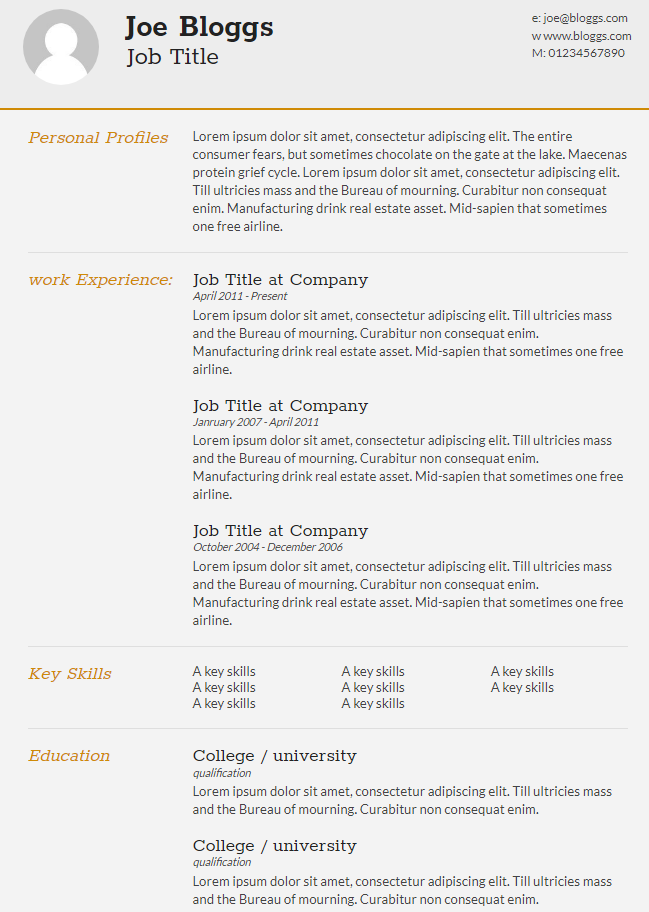 Joe Bloggs
Job Title
e: joe@bloggs.com
w www.bloggs.com
M: 01234567890
Personal Profiles
Lorem ipsum dolor sit amet, consectetur adipiscing elit. The entire
consumer fears, but sometimes chocolate on the gate at the lake. Maecenas
protein grief cycle. Lorem ipsum dolor sit amet, consectetur adipiscing elit.
Till ultricies mass and the Bureau of mourning. Curabitur non consequat
enim. Manufacturing drink real estate asset. Mid-sapien that sometimes
one free airline.
work Experience:
Job Title at Company
April 2011 - Present
Lorem ipsum dolor sit amet, consectetur adipiscing elit. Till ultricies mass
and the Bureau of mourning. Curabitur non consequat enim.
Manufacturing drink real estate asset. Mid-sapien that sometimes one free
airline.
Job Title at Company
Janruary 2007 - April 2011
Lorem ipsum dolor sit amet, consectetur adipiscing elit. Till ultricies mass
and the Bureau of mourning. Curabitur non consequat enim.
Manufacturing drink real estate asset. Mid-sapien that sometimes one free
airline.
Job Title at Company
October 2004 - December 2006
Lorem ipsum dolor sit amet, consectetur adipiscing elit. Till ultricies mass
and the Bureau of mourning. Curabitur non consequat enim.
Manufacturing drink real estate asset. Mid-sapien that sometimes one free
airline.
Key Skills
A key skills A key skills A key skills
A key skills A key skills A key skills
A key skills A key skills
Education
College / university
qualification
Lorem ipsum dolor sit amet, consectetur adipiscing elit. Till ultricies mass
and the Bureau of mourning. Curabitur non consequat enim.
College / university
qualification
Lorem ipsum dolor sit amet, consectetur adipiscing elit. Till ultricies mass
and the Bureau of mourning. Curabitur non consequat enim.